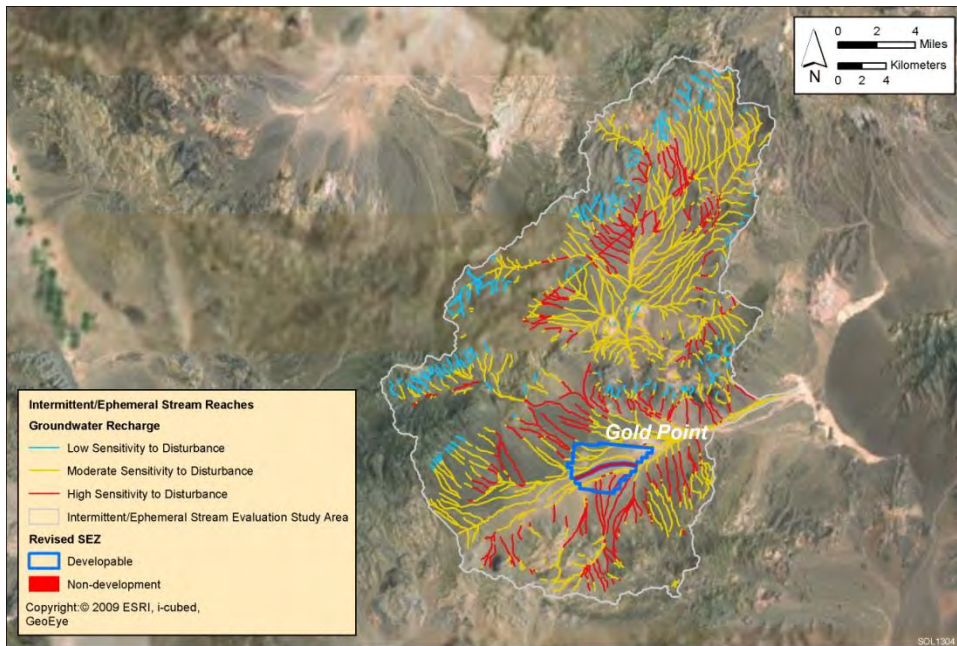 0 2 4
Miles
Kilometers
0 2 4
N
Gold Point
Intermittent/Ephemeral Stream Reaches
Groundwater Recharge
Low Sensitivity to Disturbance
Moderate Sensitivity to Disturbance
High Sensitivity to Disturbance
Intermittent/Ephemeral Stream Evaluation Study Area
Revised SEZ
Developable
Non-development
Copyright:© 2009 ESRI, i-cubed,
GeoEye
SOL1304